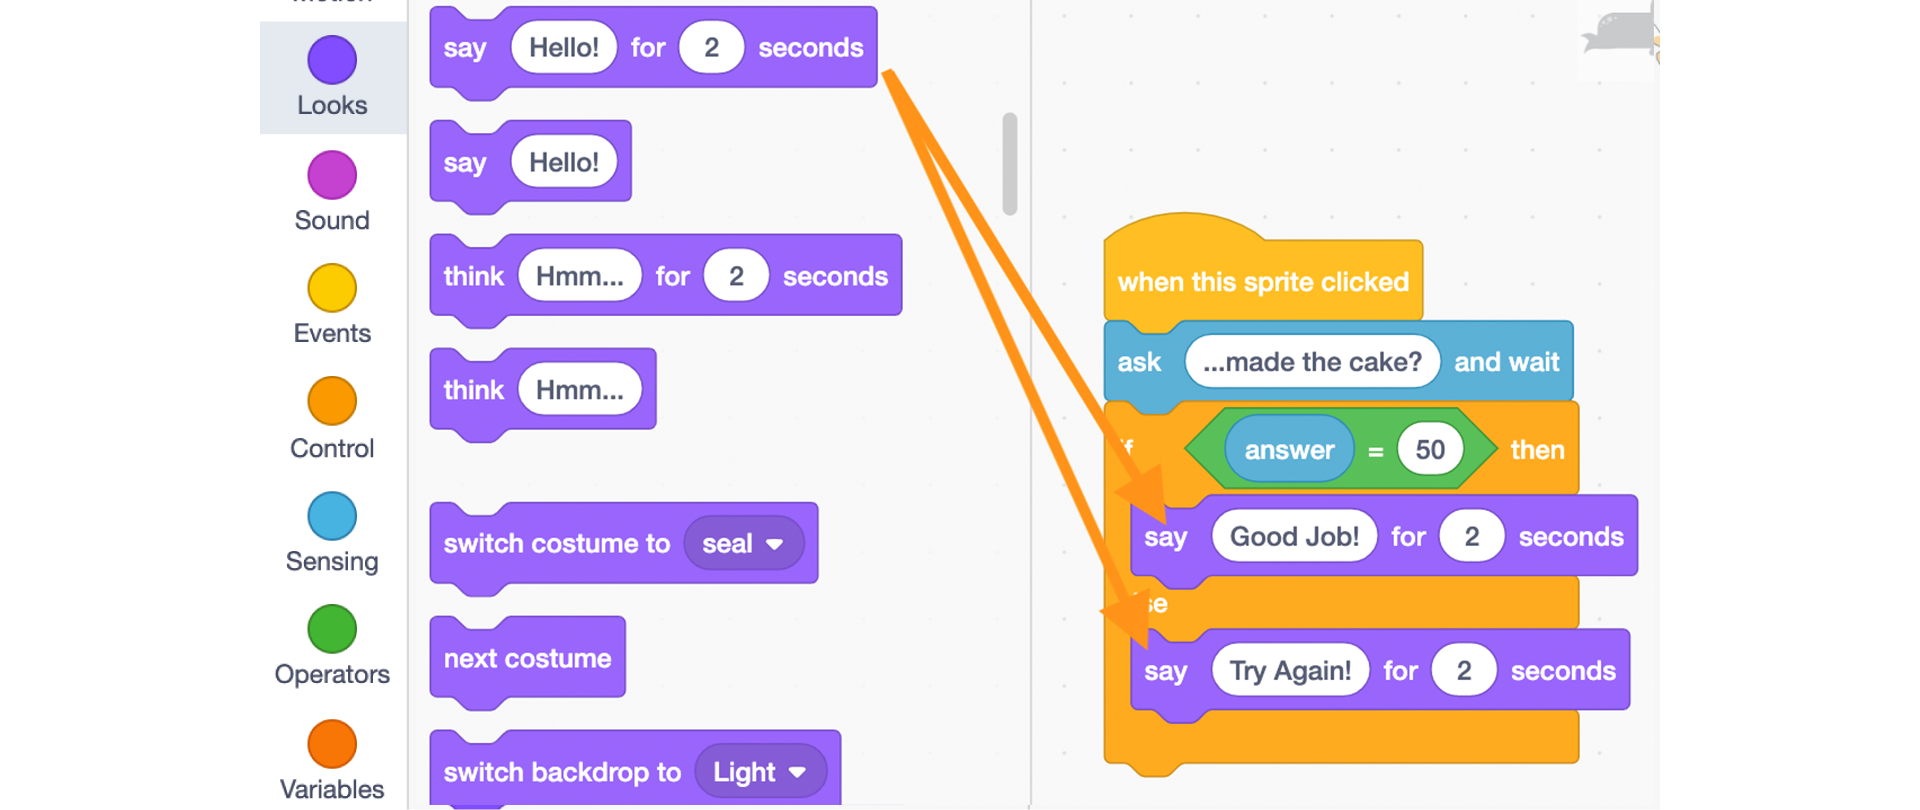 Looks
Sound
Events
Control
Sensing
Operators
Variables
say Hello! for 2 seconds
say Hello!
think Hmm... for 2 seconds
think Hmm...
switch costume to seal
next costume
switch backdrop to Light
when this sprite clicked
ask ...made the cake? and wait
if answer = 50 then
say Good Job! for 2 seconds
se
say Try Again! for 2 seconds